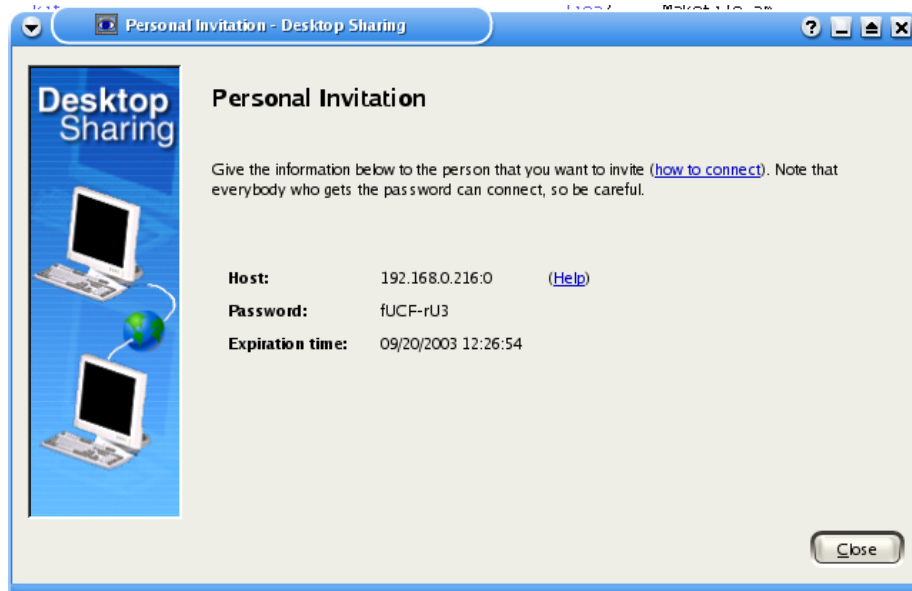 Personal Invitation - Desktop Sharing
Desktop
Sharing
Personal Invitation
Give the information below to the person that you want to invite (how to connect). Note that
everybody who gets the password can connect, so be careful.
Host: 192.168.0.216:0 (Help)
Password: fUCF-rU3
Expiration time: 09/20/2003 12:26:54
Close